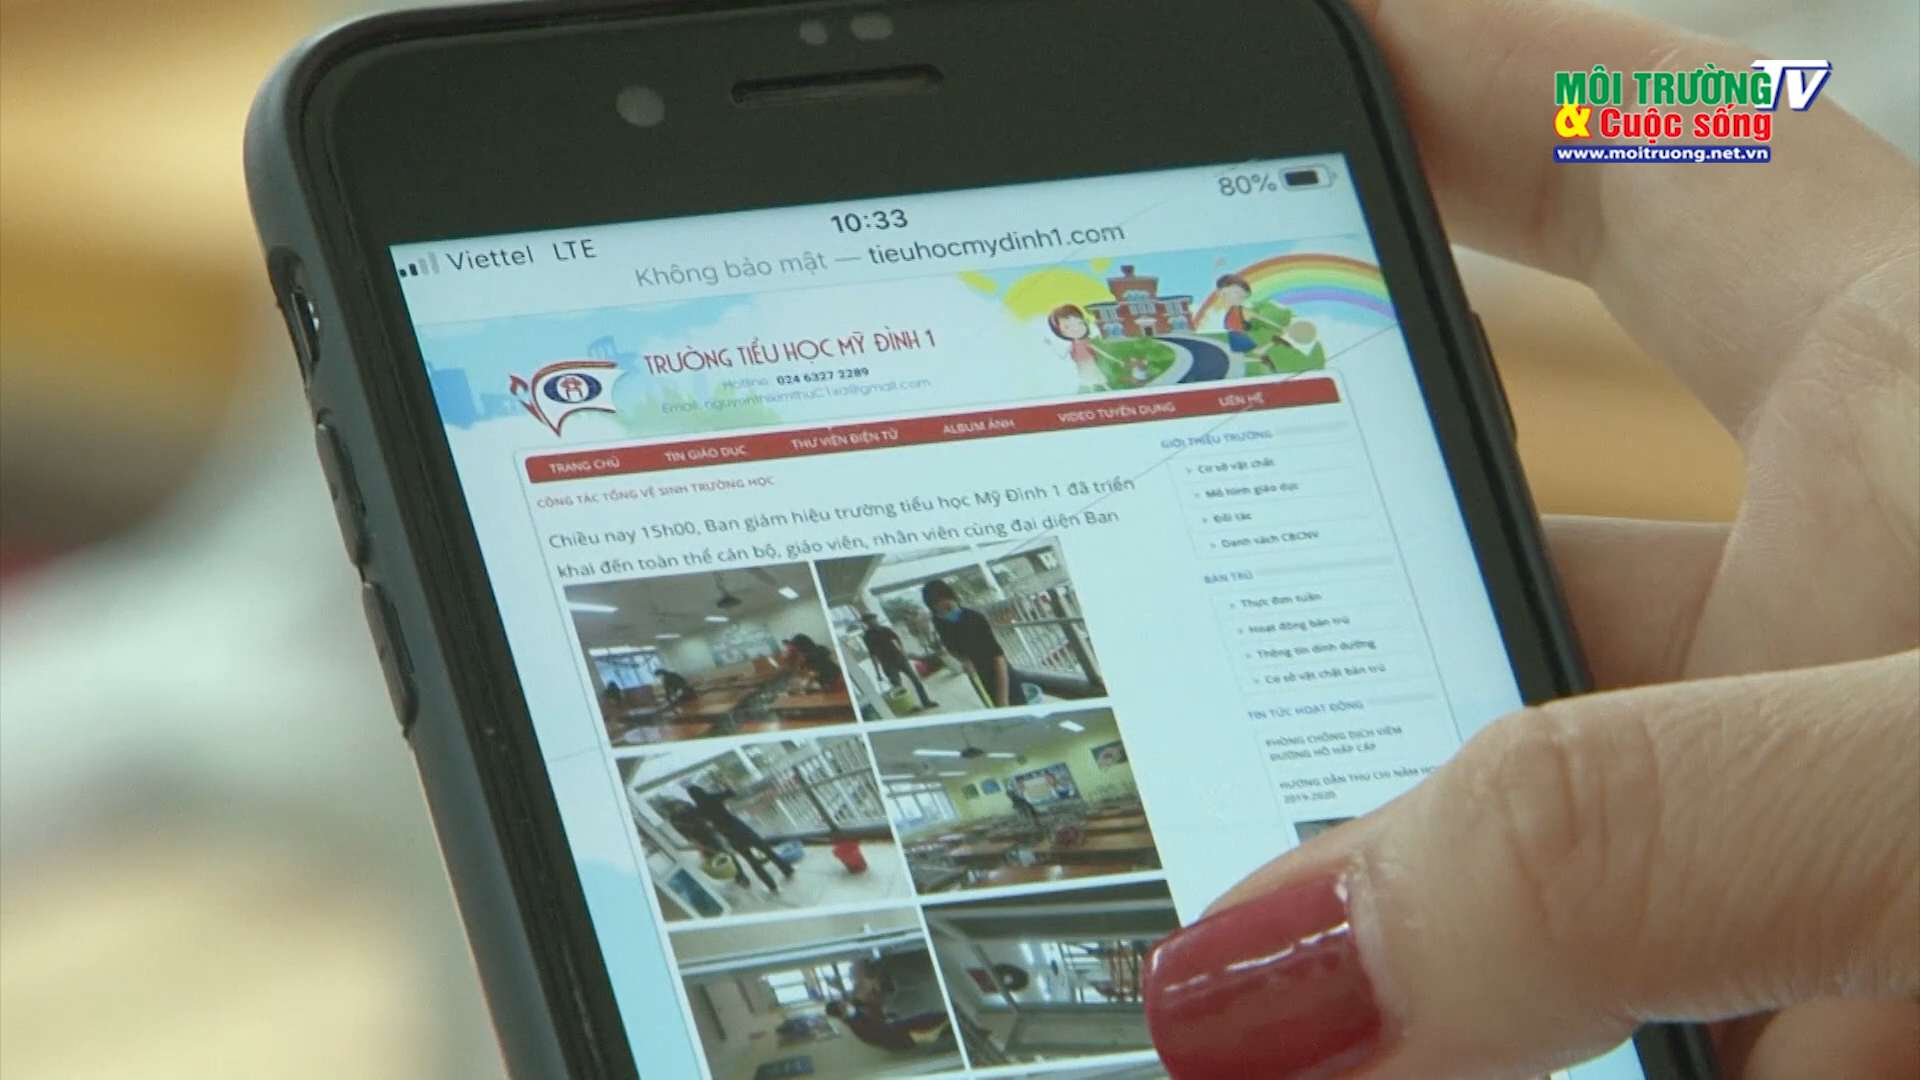 MÔI TRƯỜNG TV
& Cuộc sống
www.moitruong.net.vn
Viettel LTE
10:33
80%
Không bảo mật — tieuhocmydinh1.com
TRƯỜNG TIỂU HỌC MỸ ĐÌNH 1
Hotline: 024 6327 2289
TRANG CHỦ TIN GIÁO DỤC THƯ VIỆN ĐIỆN TỬ ALBUM ẢNH VIDEO TUYỂN DỤNG LIÊN HỆ
CÔNG TÁC TỔNG VỆ SINH TRƯỜNG HỌC
Chiều nay 15h00, Ban giám hiệu trường tiểu học Mỹ Đình 1 đã triển
khai đến toàn thể cán bộ, giáo viên, nhân viên cùng đại diện Ban
GIỚI THIỆU TRƯỜNG
» Cơ sở vật chất
» Mô hình giáo dục
» Đối tác
» Danh sách CBCNV
BÁN TRÚ
» Thực đơn tuần
» Hoạt động bán trú
» Thông tin dinh dưỡng
» Cơ sở vật chất bán trú
TIN TỨC HOẠT ĐỘNG
PHÒNG CHỐNG DỊCH VIÊM
ĐƯỜNG HÔ HẤP CẤP
HƯỚNG DẪN THU CHI NĂM
2019-2020